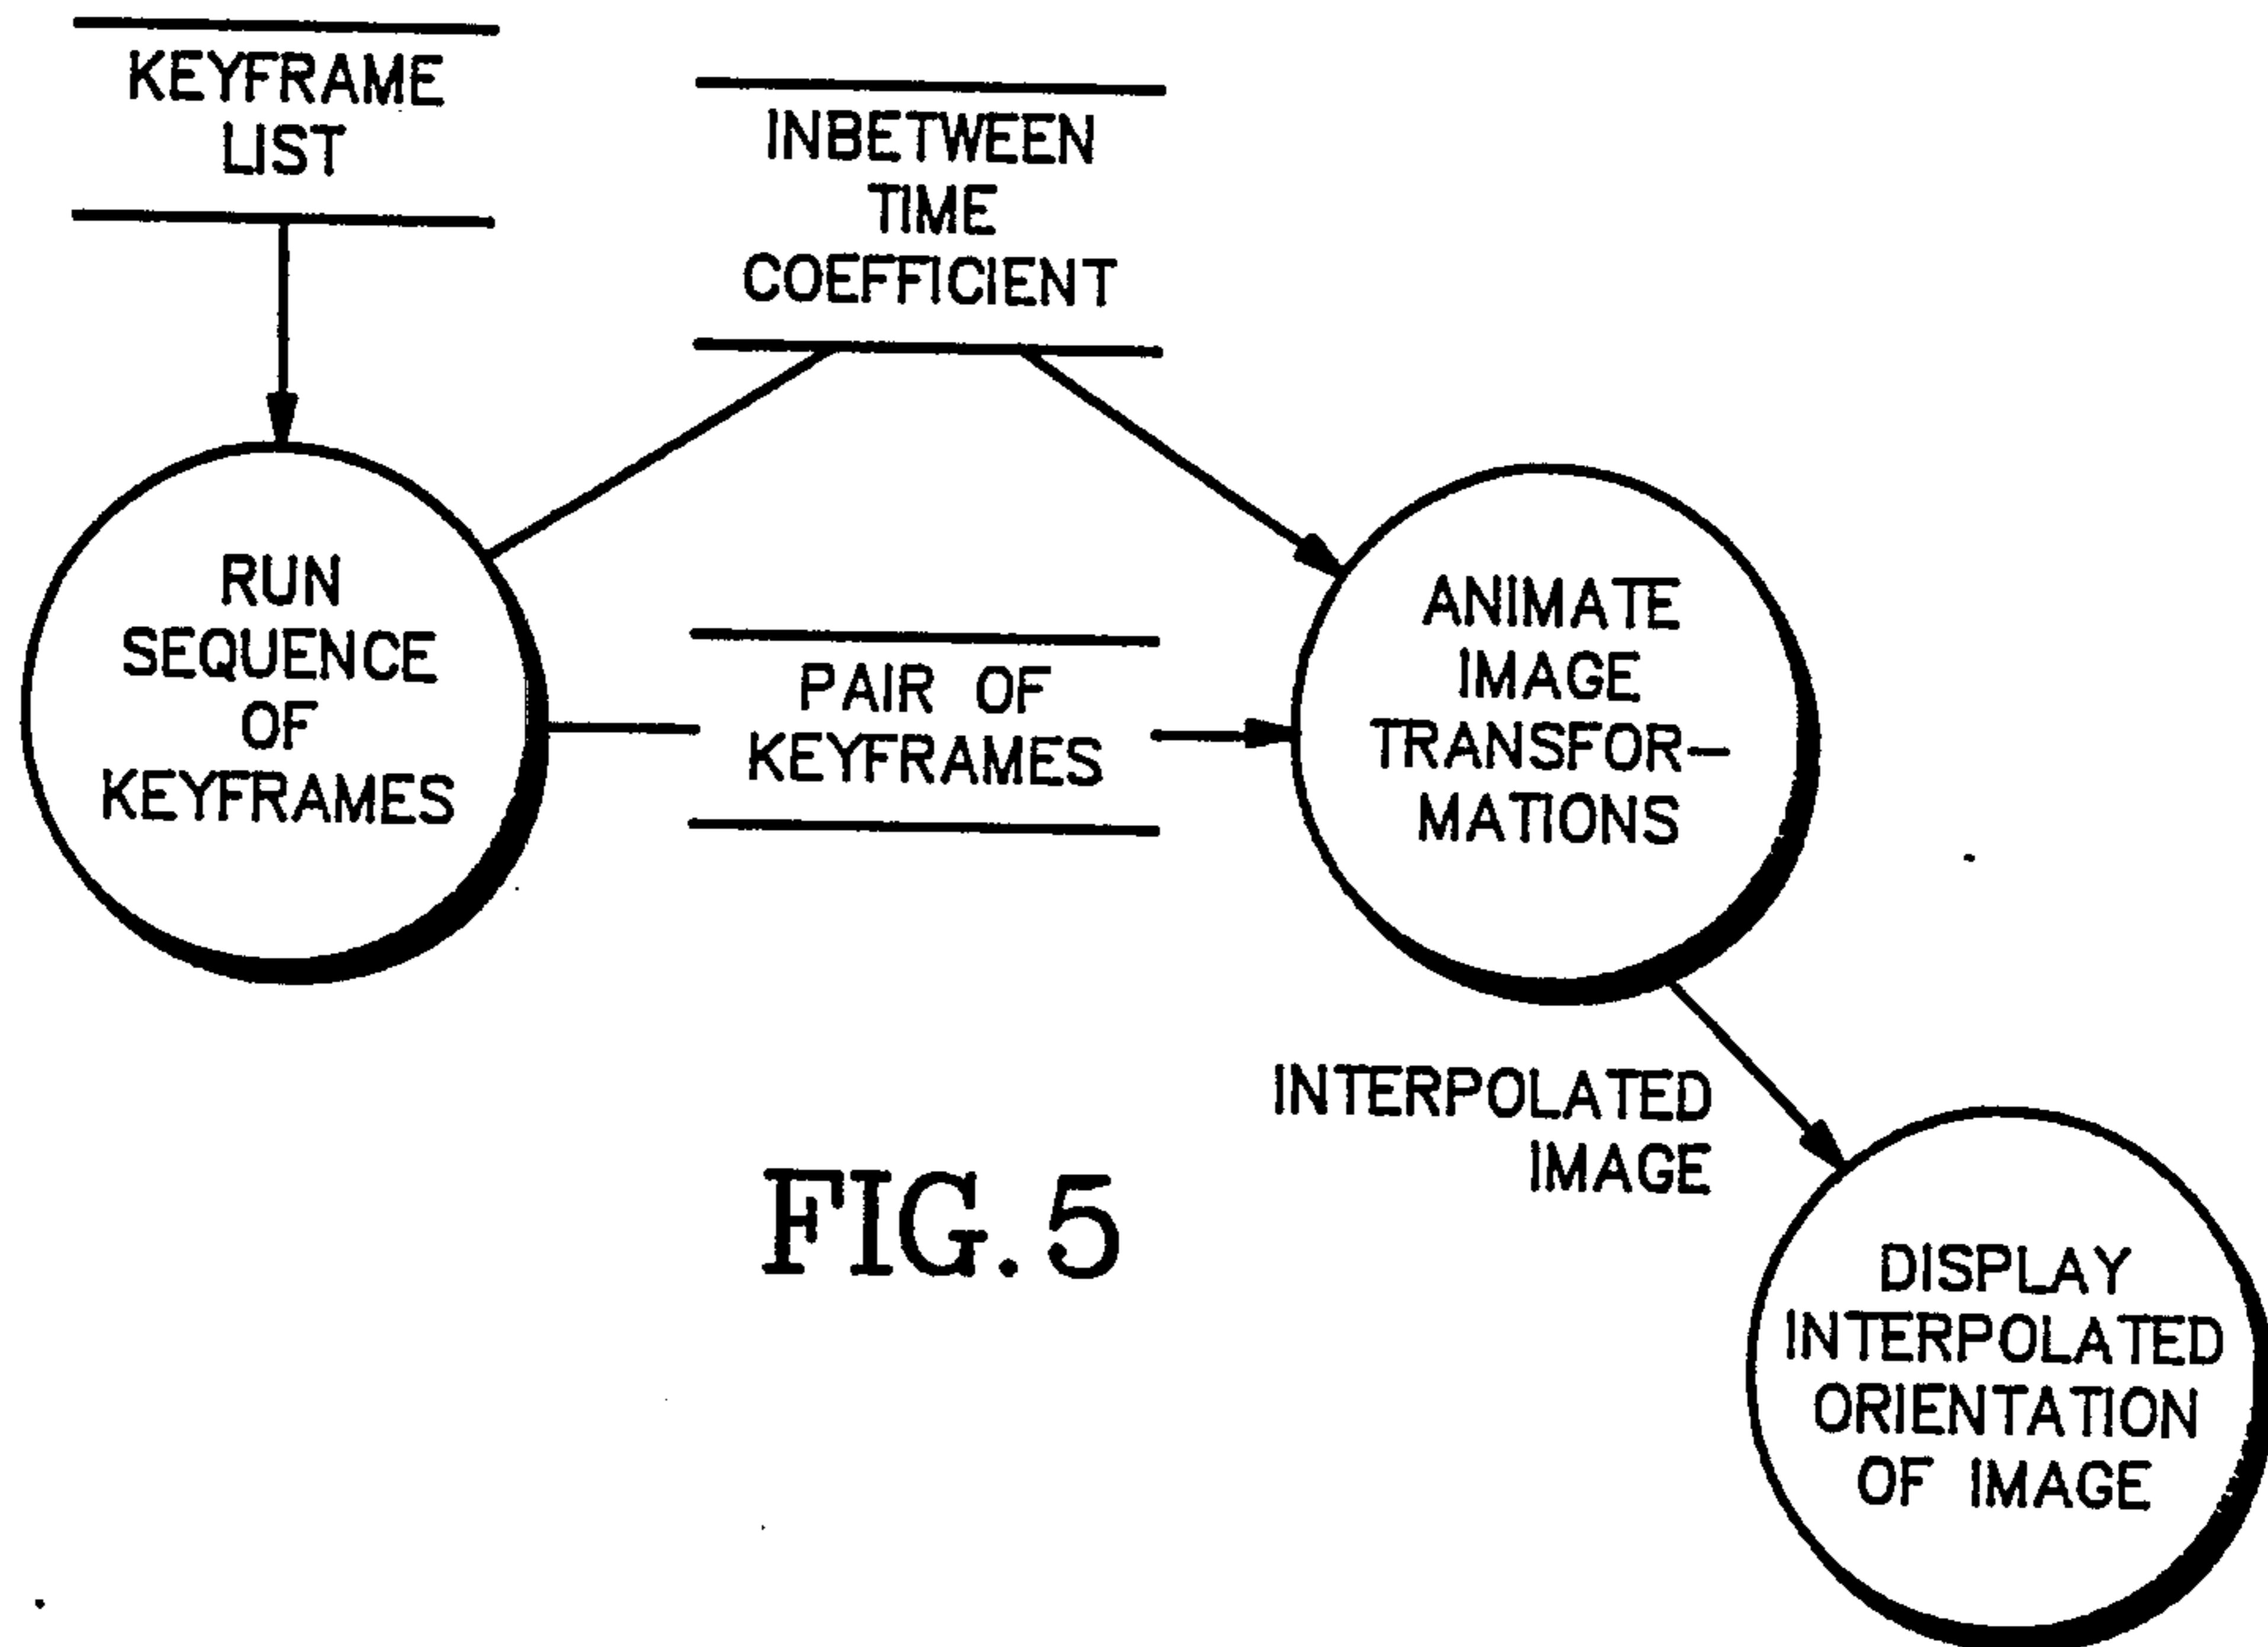 KEYFRAME
LIST
INBETWEEN
TIME
COEFFICIENT
RUN
SEQUENCE
OF
KEYFRAMES
PAIR OF
KEYFRAMES
ANIMATE
IMAGE
TRANSFOR-
MATIONS
INTERPOLATED
IMAGE
FIG. 5
DISPLAY
INTERPOLATED
ORIENTATION
OF IMAGE